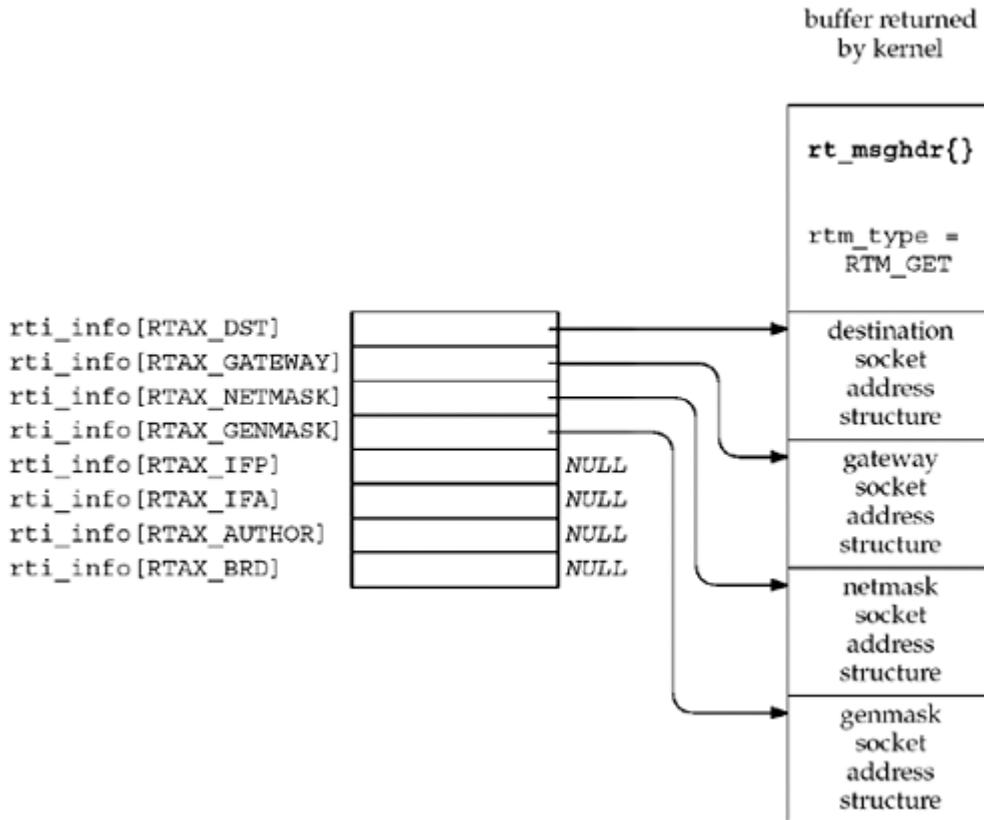 buffer returned
by kernel
rt_msghdr{}
rtm_type =
RTM_GET
rti_info[RTAX_DST]
rti_info[RTAX_GATEWAY]
rti_info[RTAX_NETMASK]
rti_info[RTAX_GENMASK]
rti_info[RTAX_IFP]
NULL
rti_info[RTAX_IFA]
NULL
rti_info[RTAX_AUTHOR]
NULL
rti_info[RTAX_BRD]
NULL
destination
socket
address
structure
gateway
socket
address
structure
netmask
socket
address
structure
genmask
socket
address
structure